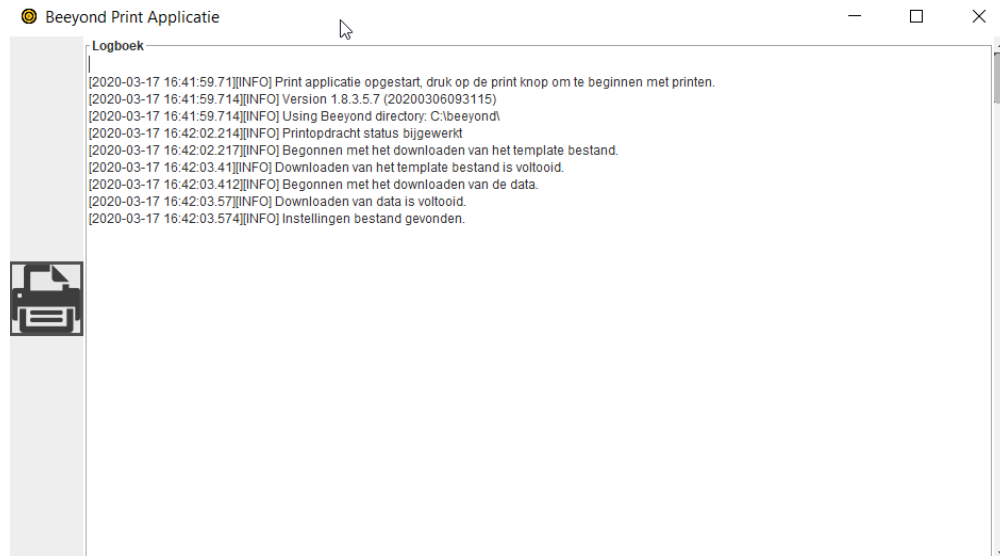 Beeyond Print Applicatie
Logboek
[2020-03-17 16:41:59.71][INFO] Print applicatie opgestart, druk op de print knop om te beginnen met printen.
[2020-03-17 16:41:59.714][INFO] Version 1.8.3.5.7 (20200306093115)
[2020-03-17 16:41:59.714][INFO] Using Beeyond directory: C:\beeyond\
[2020-03-17 16:42:02.214][INFO] Printopdracht status bijgewerkt
[2020-03-17 16:42:02.217][INFO] Begonnen met het downloaden van het template bestand.
[2020-03-17 16:42:03.41][INFO] Downloaden van het template bestand is voltooid.
[2020-03-17 16:42:03.412][INFO] Begonnen met het downloaden van de data.
[2020-03-17 16:42:03.57][INFO] Downloaden van data is voltooid.
[2020-03-17 16:42:03.574][INFO] Instellingen bestand gevonden.